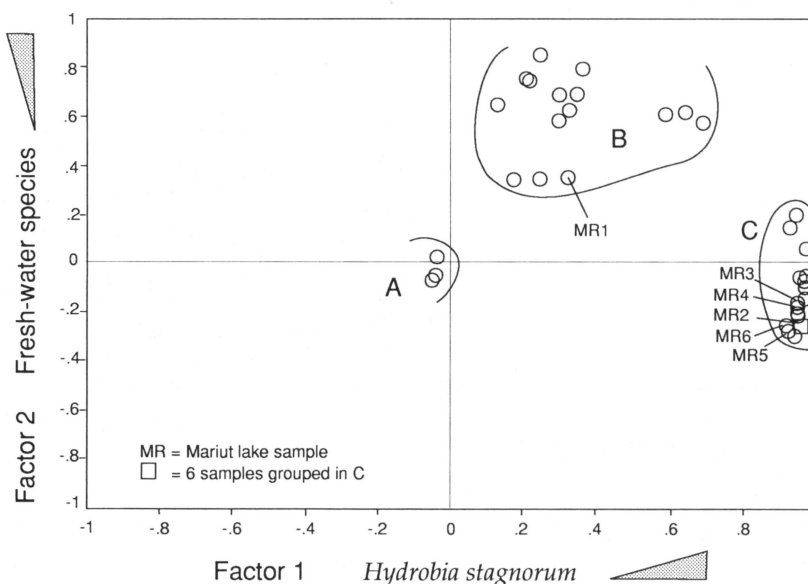 1
.8
.6
.4
.2
0
-.2
-.4
-.6
-.8
-1
Factor 2 Fresh-water species
B
MR1
A
C
MR3
MR4
MR2
MR6
MR5
MR = Mariut lake sample
= 6 samples grouped in C
-1 -.8 -.6 -.4 -.2 0 .2 .4 .6 .8
Factor 1 Hydrobia stagnorum